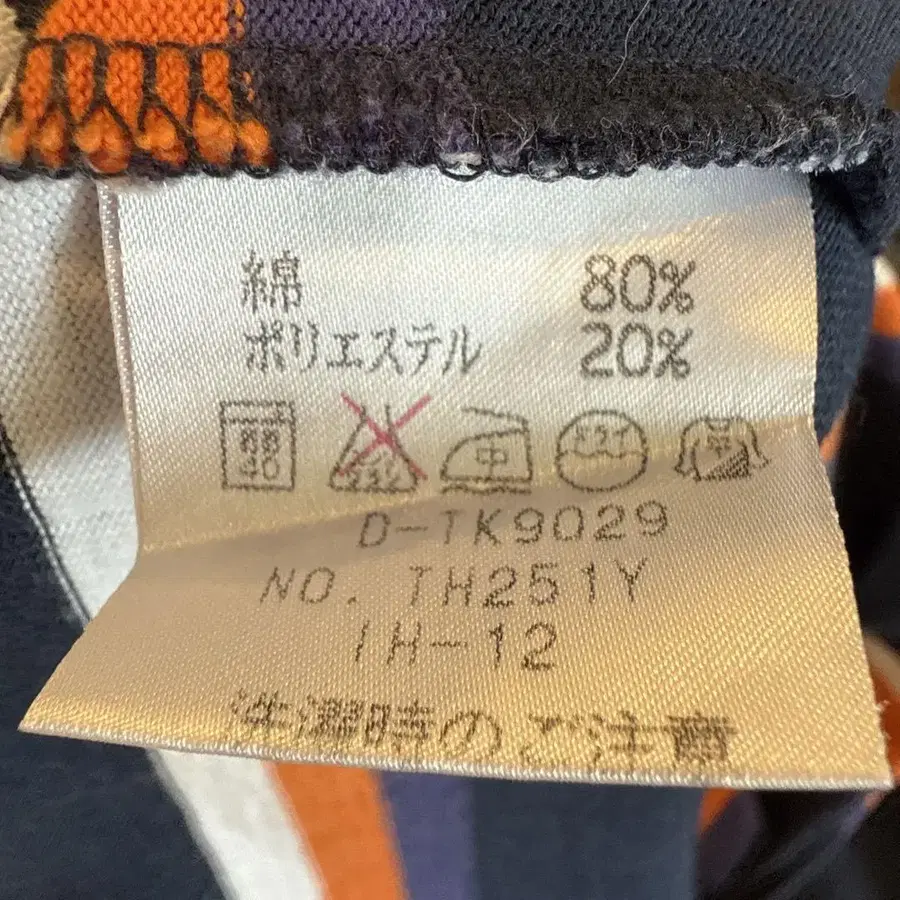 綿 80%
ポリエステル 20%
40 中
D-TK9029
NO. TH251Y
IH-12
洗濯時のご注意